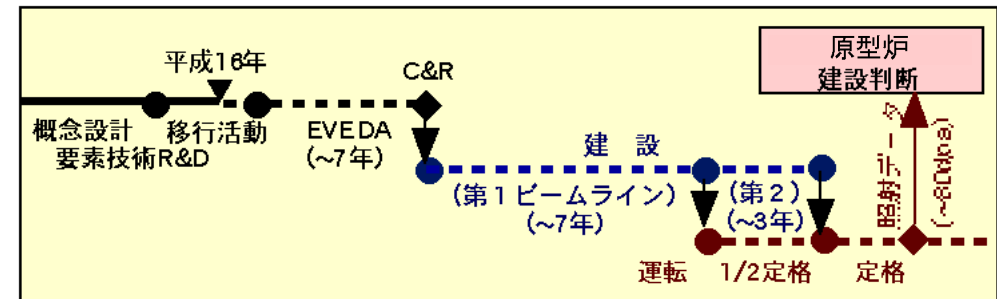 平成16年
C&R
原型炉
建設判断
概念設計
要素技術R&D
移行活動
EVEDA
(~7年)
建 設
(第1ビームライン)
(~7年)
(第2)
(~3年)
照射データ
(~80dpa)
運転
1/2定格
定格